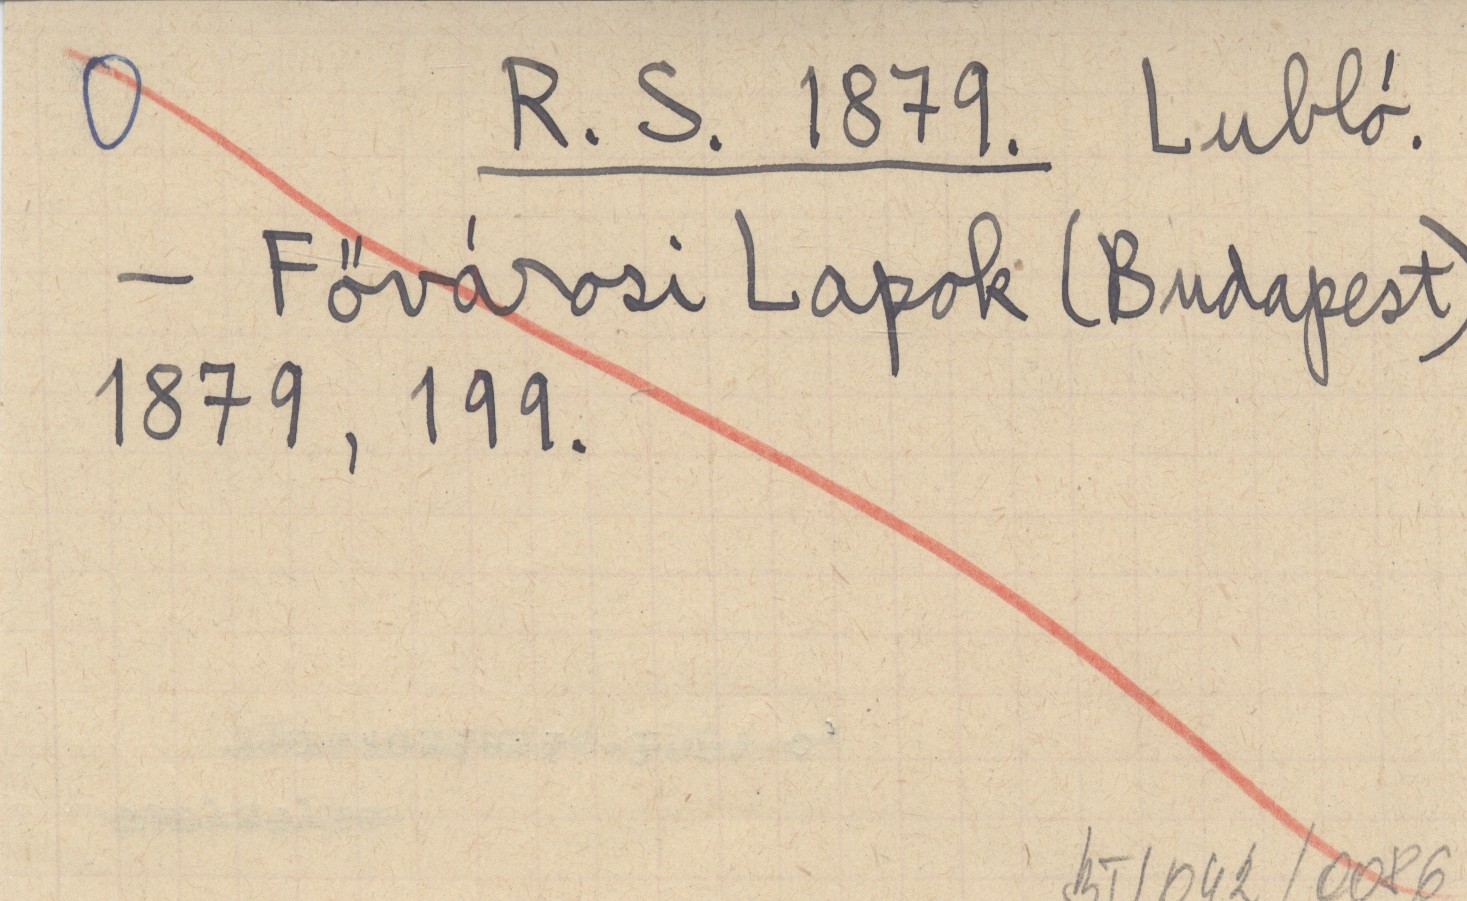 0 R. S. 1879. Lubló.
– Fővárosi Lapok (Budapest)
1879, 199.
BT/042/0086